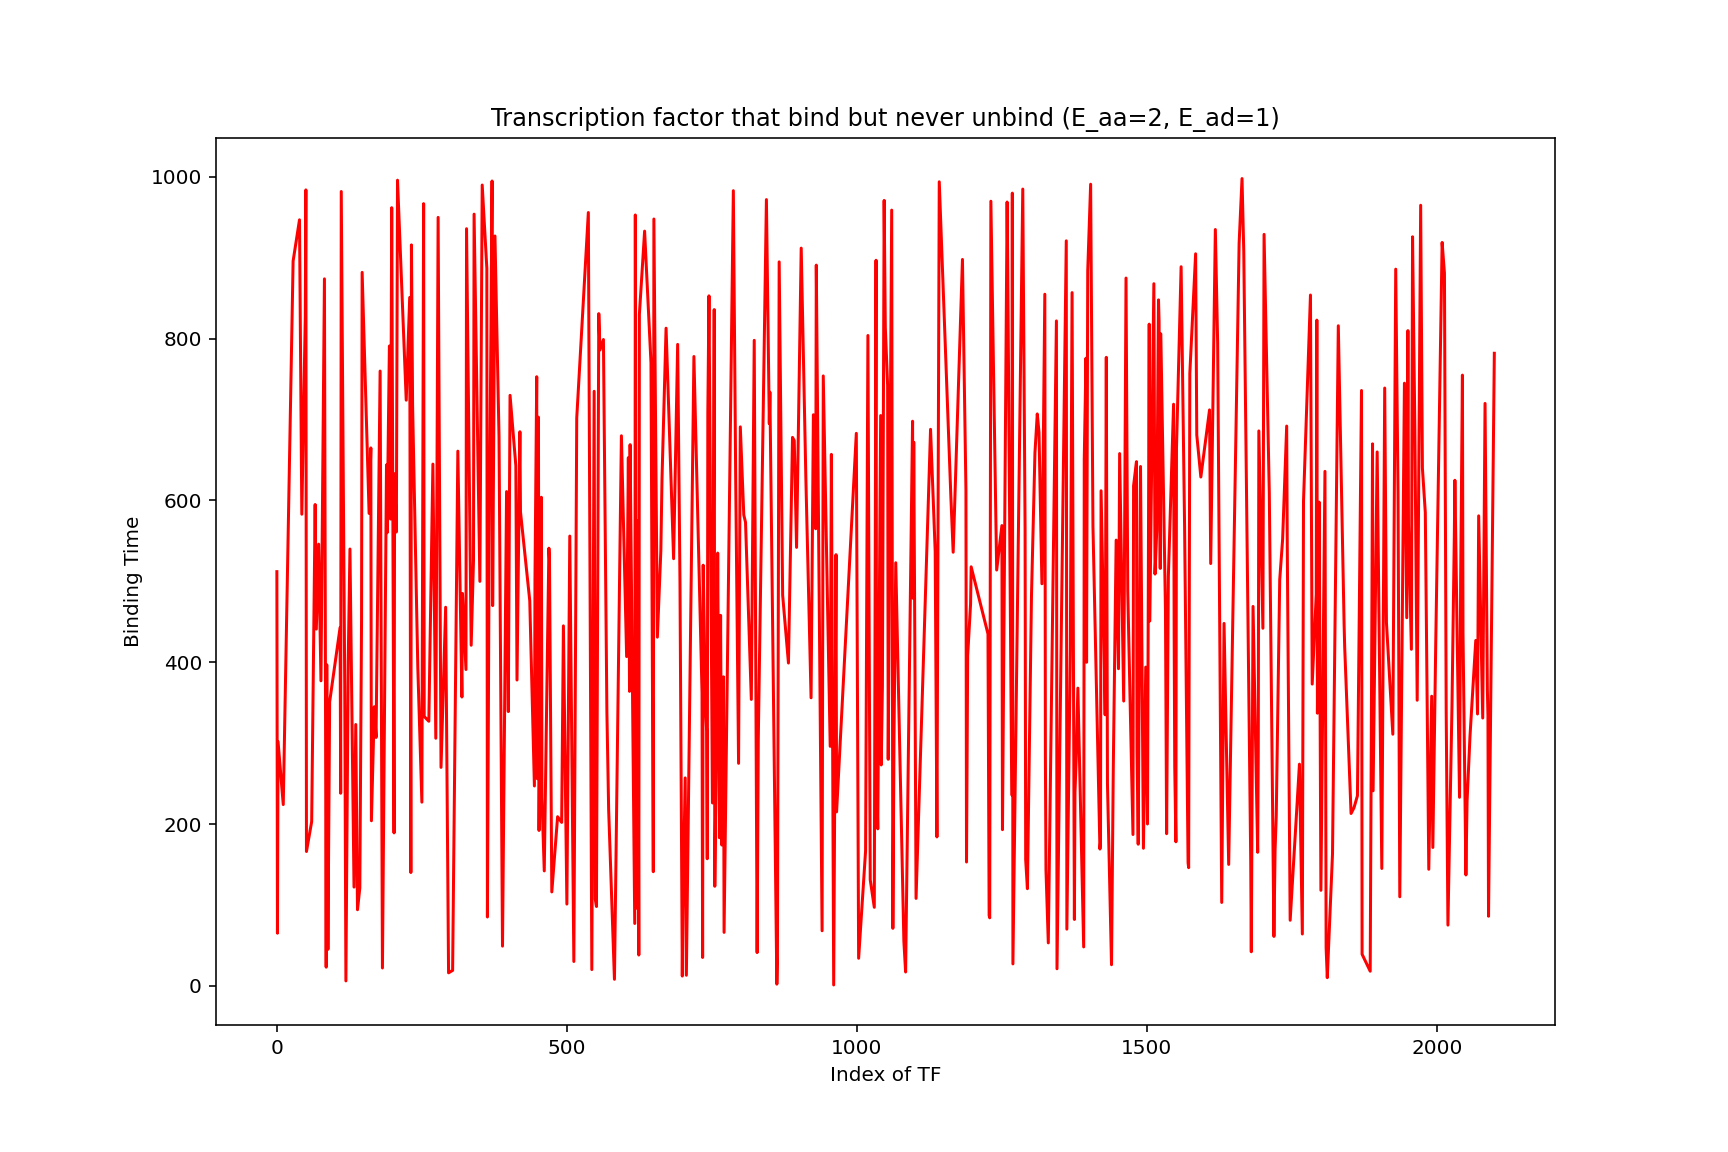 Transcription factor that bind but never unbind (E_aa=2, E_ad=1)
1000
800
600
400
200
0
Binding Time
0 500 1000 1500 2000
Index of TF